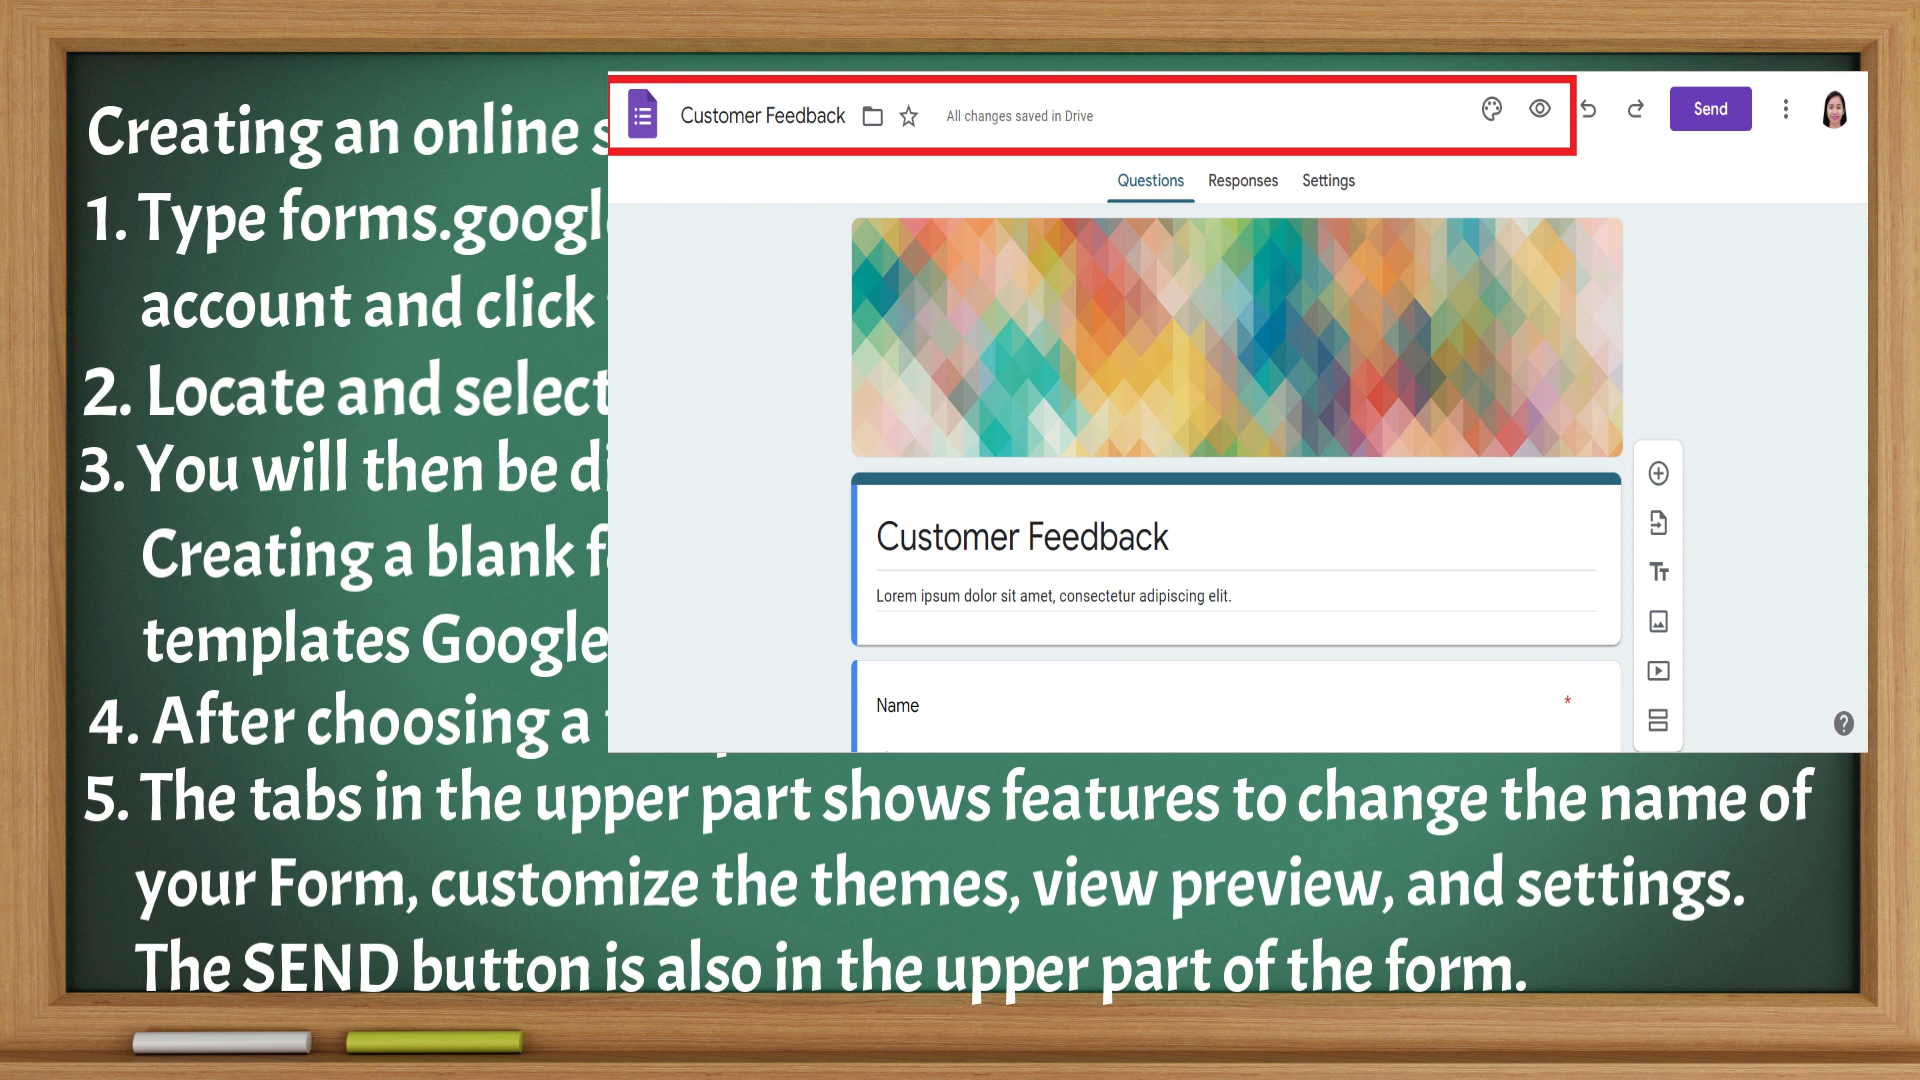 Creating an online
1. Type
account and click
2. Locate and select
3. You will then be
Creating a blank
templates Google
4. After choosing a
5. The tabs in the upper part shows features to change the name of
your Form, customize the themes, view preview, and settings.
The SEND button is also in the upper part of the form.
Customer Feedback
All changes saved in Drive
Send
Questions Responses Settings
Customer Feedback
Lorem ipsum dolor sit amet, consectetur adipiscing elit.
Name *